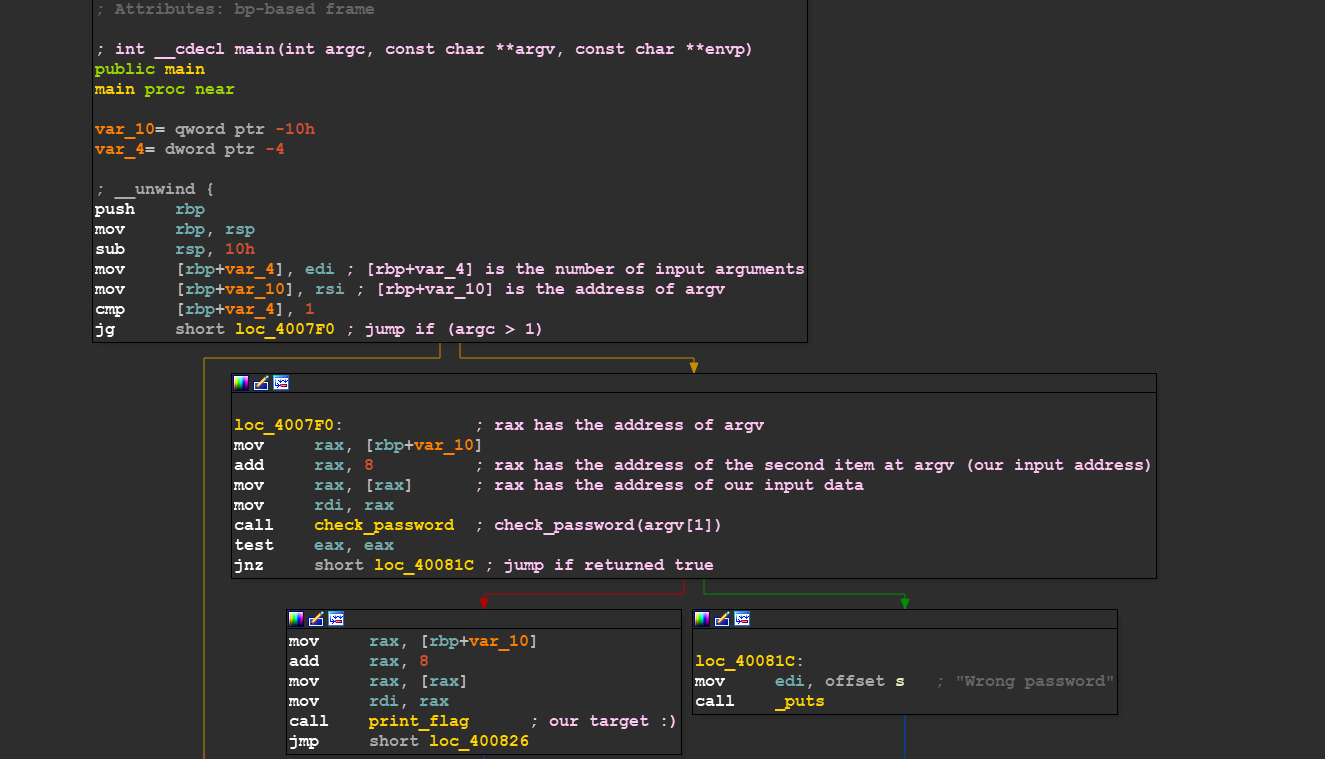 ; Attributes: bp-based frame
; int __cdecl main(int argc, const char **argv, const char **envp)
public main
main proc near
var_10= qword ptr -10h
var_4= dword ptr -4
; __unwind {
push    rbp
mov     rbp, rsp
sub     rsp, 10h
mov     [rbp+var_4], edi ; [rbp+var_4] is the number of input arguments
mov     [rbp+var_10], rsi ; [rbp+var_10] is the address of argv
cmp     [rbp+var_4], 1
jg      short loc_4007F0 ; jump if (argc > 1)
loc_4007F0:             ; rax has the address of argv
mov     rax, [rbp+var_10]
add     rax, 8          ; rax has the address of the second item at argv (our input address)
mov     rax, [rax]      ; rax has the address of our input data
mov     rdi, rax
call    check_password  ; check_password(argv[1])
test    eax, eax
jnz     short loc_40081C ; jump if returned true
mov     rax, [rbp+var_10]
add     rax, 8
mov     rax, [rax]
mov     rdi, rax
call    print_flag      ; our target :)
jmp     short loc_400826
loc_40081C:
mov     edi, offset s   ; "Wrong password"
call    _puts